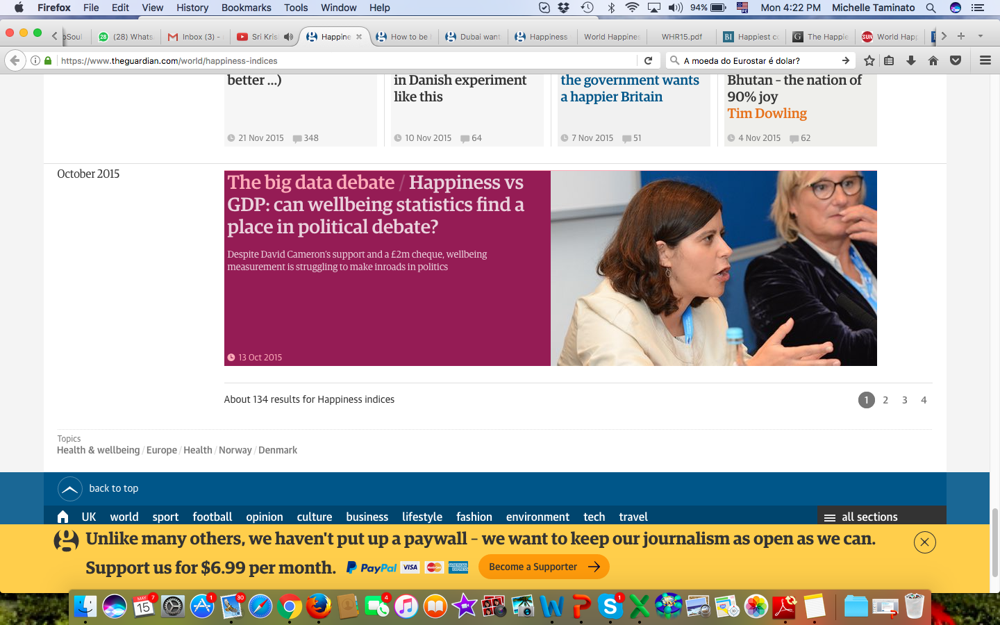 Firefox File Edit View History Bookmarks Tools Window Help 94% Mon 4:22 PM Michelle Taminato
(28) Whats Inbox (3) - Sri Kris Happine How to be Dubai want Happiness World Happines WHR15.pdf Happiest co The Happie World Happ
https://www.theguardian.com/world/happiness-indices
A moeda do Eurostar é dolar?
better ...)
21 Nov 2015 348
in Danish experiment
like this
10 Nov 2015 64
the government wants
a happier Britain
7 Nov 2015 51
Bhutan – the nation of
90% joy
Tim Dowling
4 Nov 2015 62
October 2015
The big data debate / Happiness vs
GDP: can wellbeing statistics find a
place in political debate?
Despite David Cameron's support and a £2m cheque, wellbeing
measurement is struggling to make inroads in politics
13 Oct 2015
About 134 results for Happiness indices
1 2 3 4
Topics
Health & wellbeing / Europe / Health / Norway / Denmark
back to top
UK world sport football opinion culture business lifestyle fashion environment tech travel all sections
Unlike many others, we haven't put up a paywall – we want to keep our journalism as open as we can.
Support us for $6.99 per month. PayPal VISA Become a Supporter
MAY 15 7 1 30 4 1